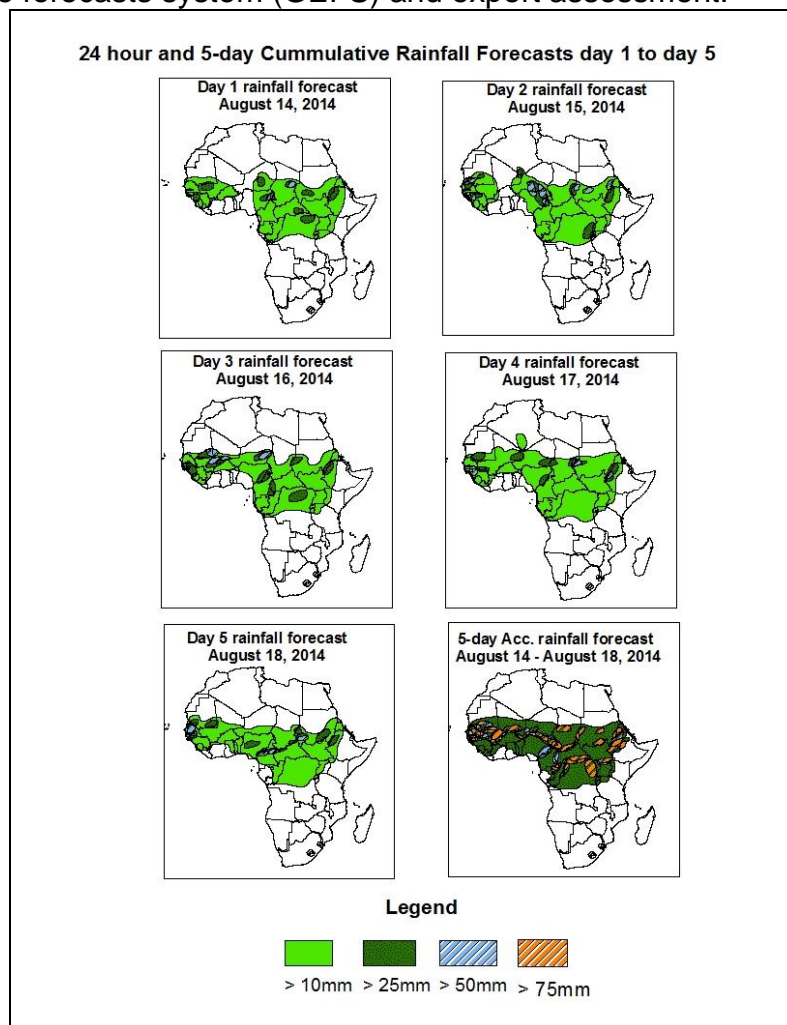 forecasts system (GEFS) and expert assessment.
24 hour and 5-day Cummulative Rainfall Forecasts day 1 to day 5
Day 1 rainfall forecast
August 14, 2014
Day 2 rainfall forecast
August 15, 2014
Day 3 rainfall forecast
August 16, 2014
Day 4 rainfall forecast
August 17, 2014
Day 5 rainfall forecast
August 18, 2014
5-day Acc. rainfall forecast
August 14 - August 18, 2014
Legend
> 10mm > 25mm > 50mm > 75mm